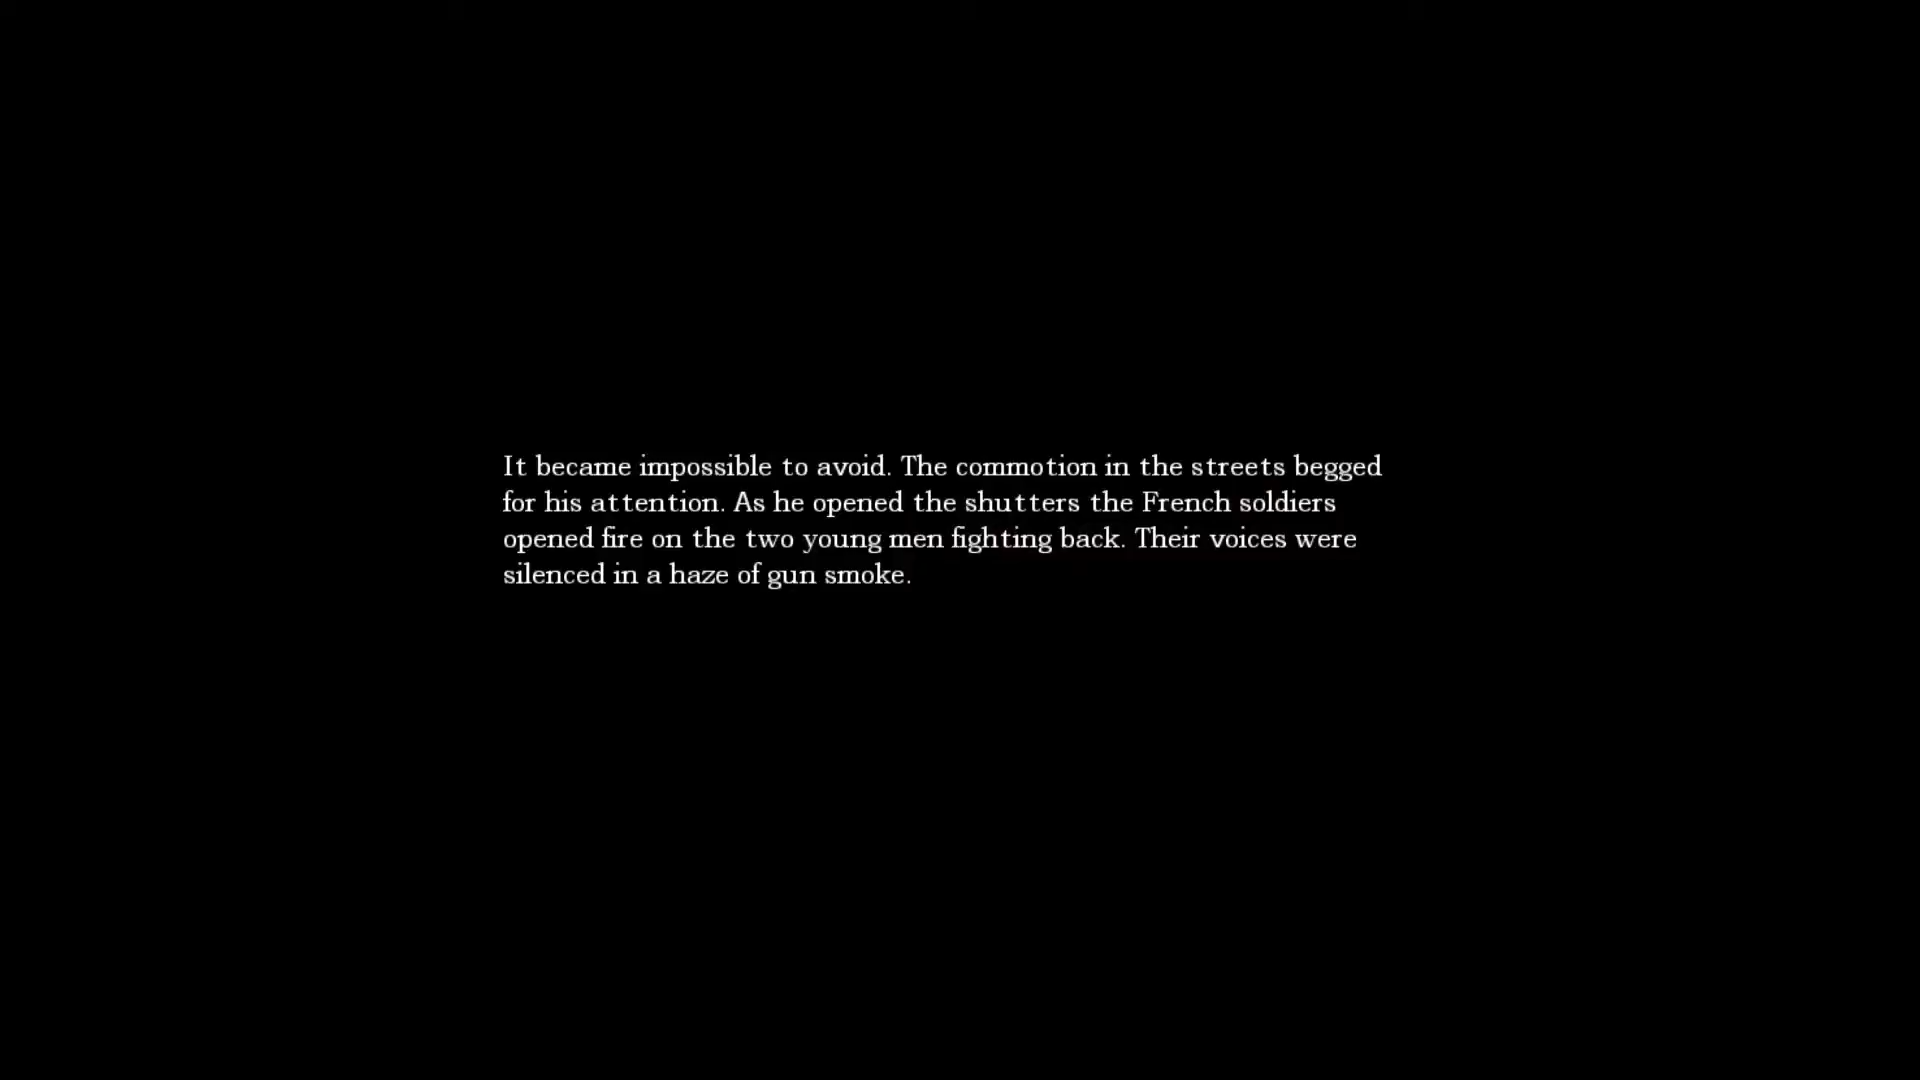 It became impossible to avoid. The commotion in the streets begged
for his attention. As he opened the shutters the French soldiers
opened fire on the two young men fighting back. Their voices were
silenced in a haze of gun smoke.